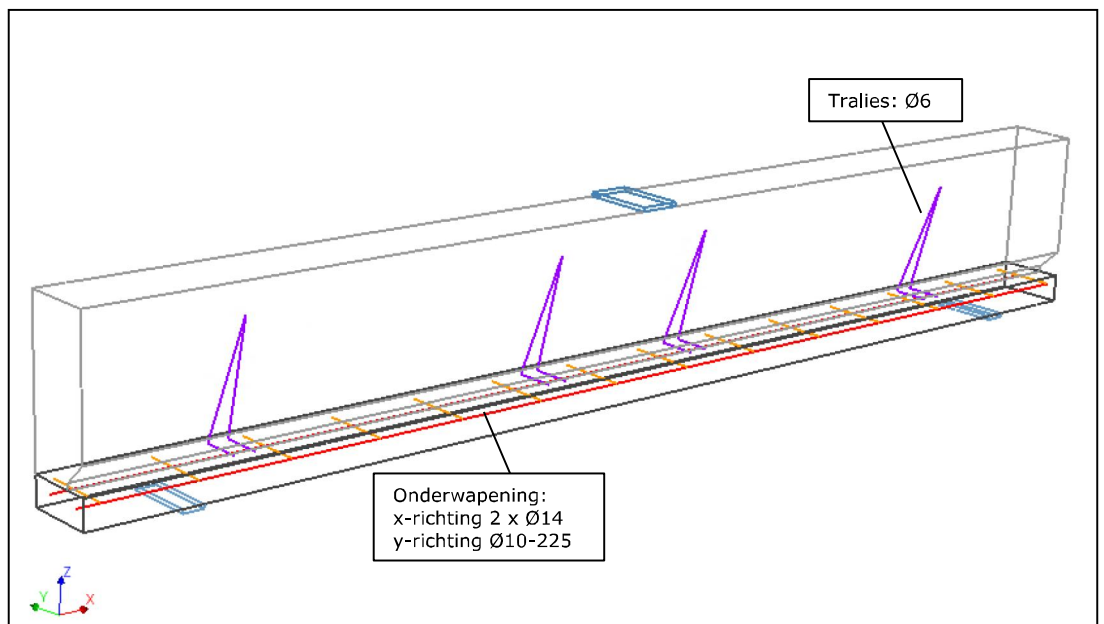 Tralies: Ø6
Onderwapening:
x-richting 2 x Ø14
y-richting Ø10-225
Z
Y
X